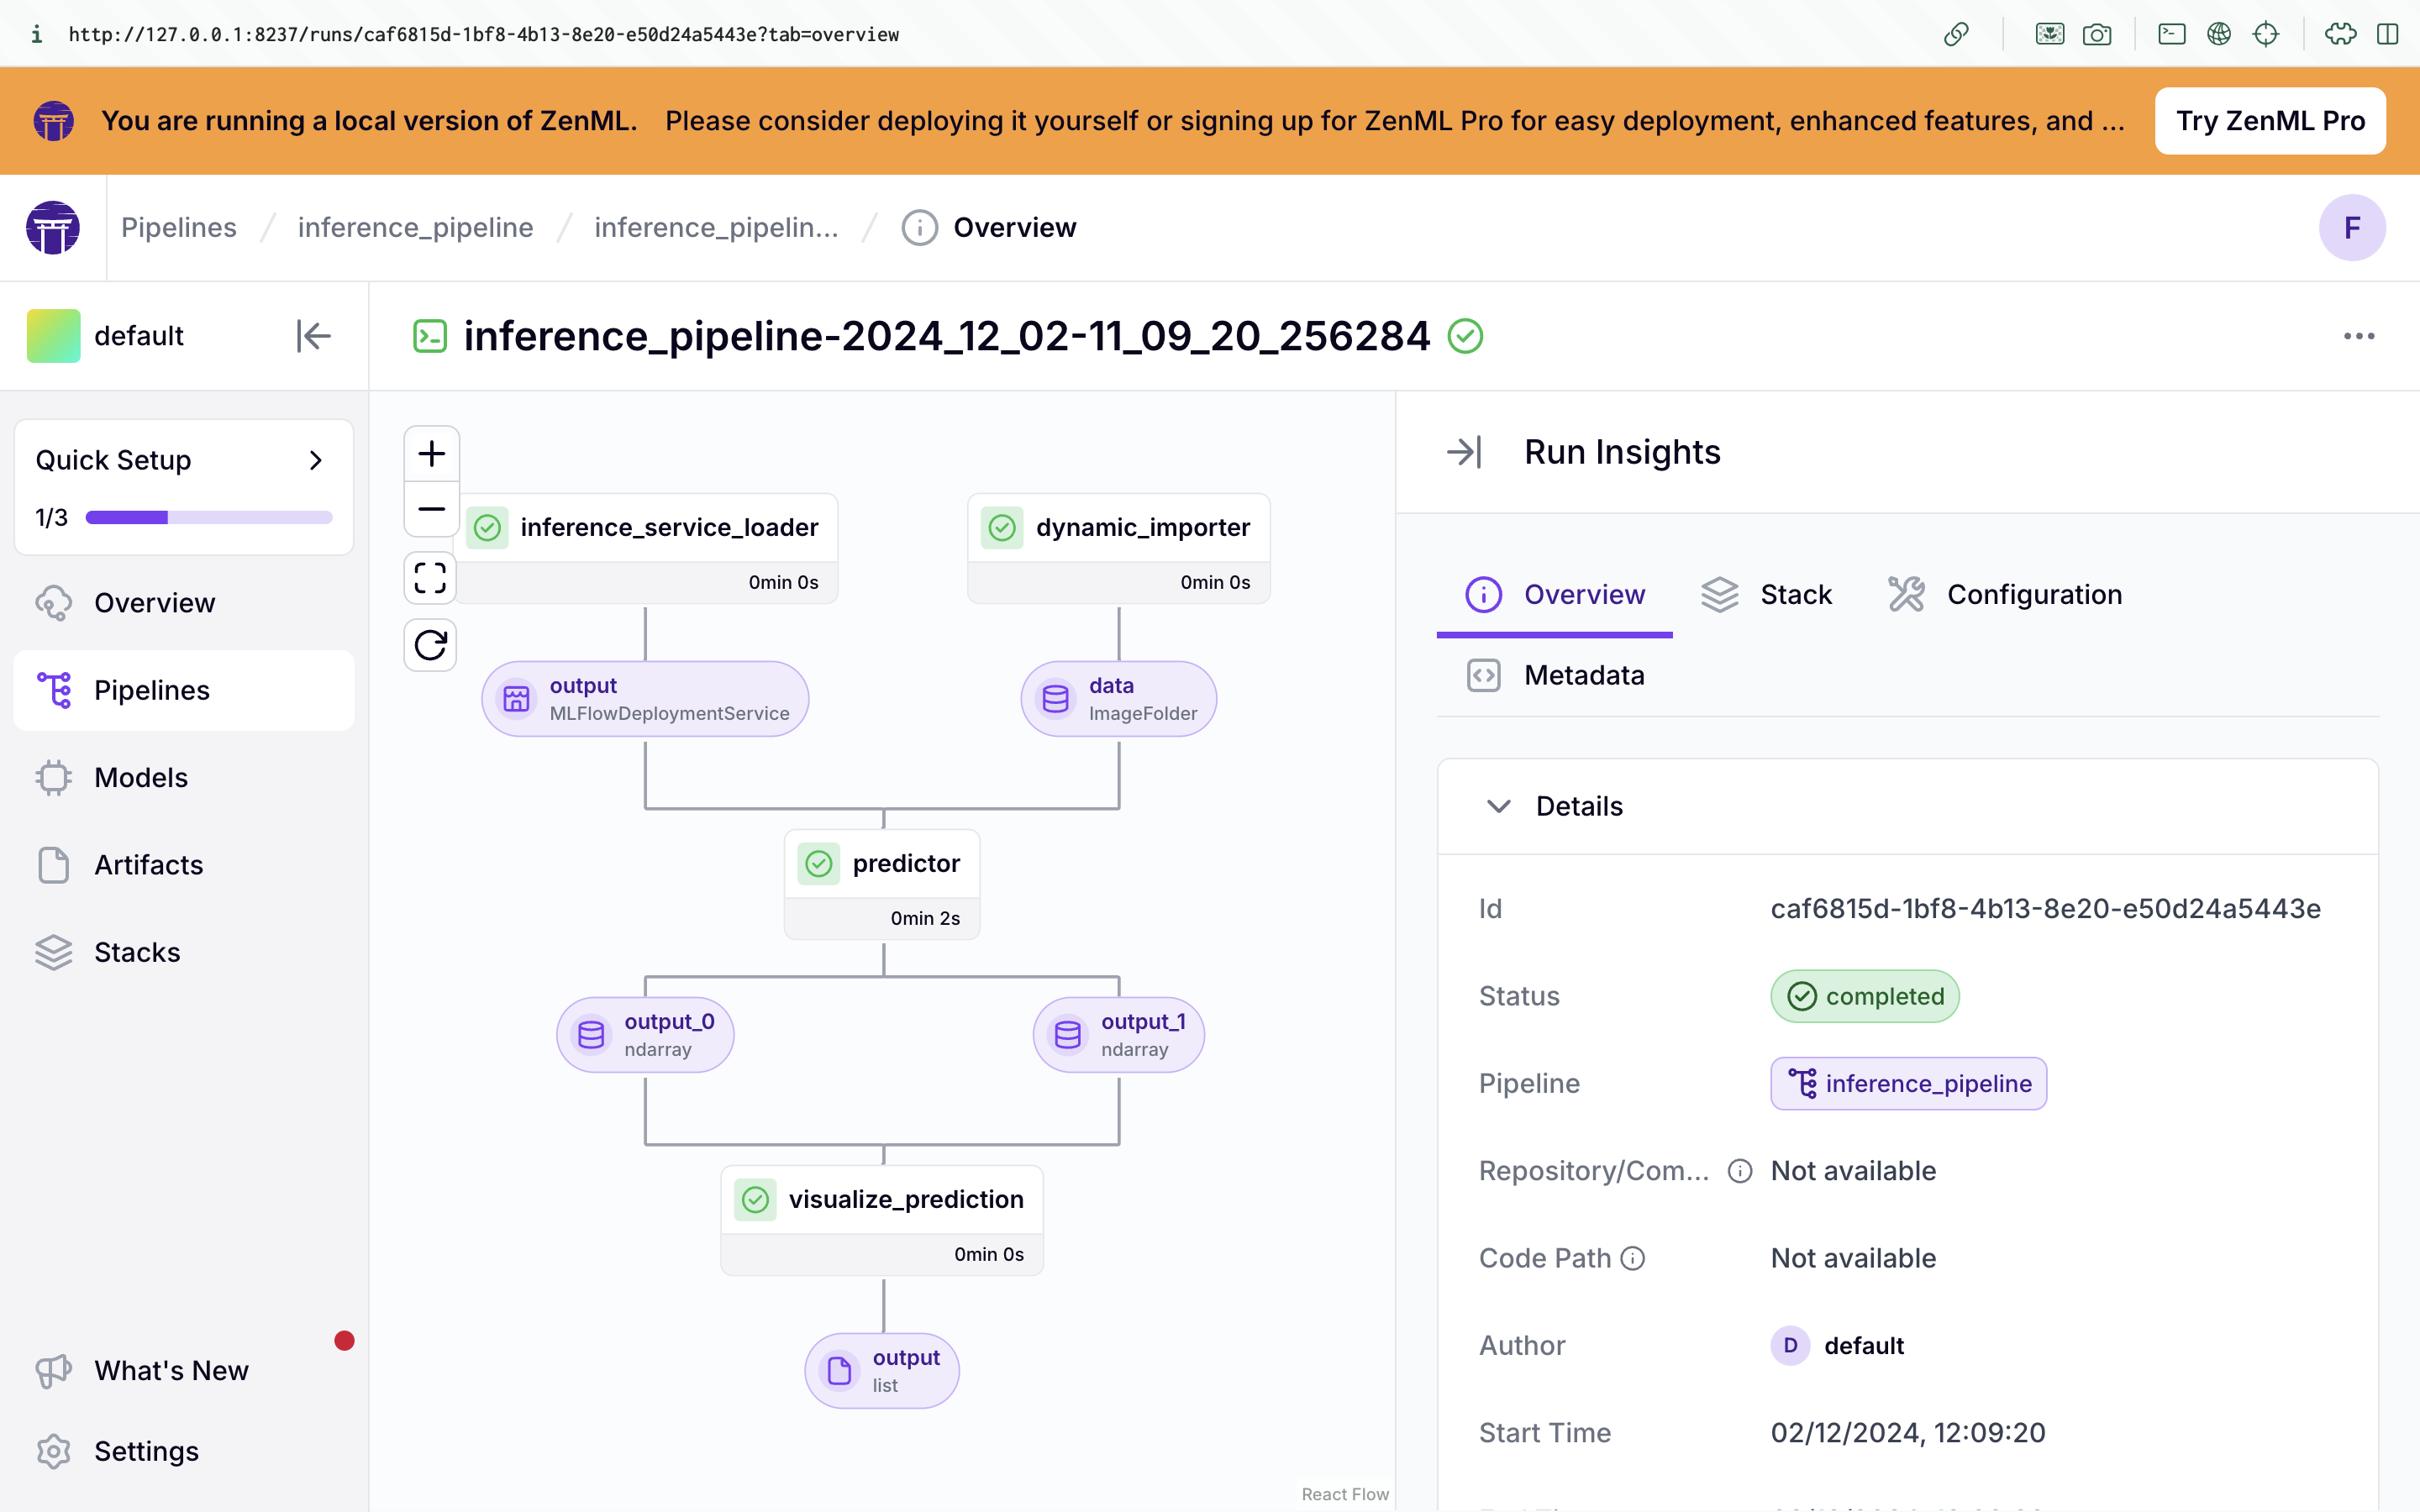 i http://127.0.0.1:8237/runs/caf6815d-1bf8-4b13-8e20-e50d24a5443e?tab=overview
You are running a local version of ZenML. Please consider deploying it yourself or signing up for ZenML Pro for easy deployment, enhanced features, and ... Try ZenML Pro
Pipelines / inference_pipeline / inference_pipelin... / Overview
F
default
inference_pipeline-2024_12_02-11_09_20_256284
Quick Setup
1/3
Overview
Pipelines
Models
Artifacts
Stacks
What's New
Settings
inference_service_loader
0min 0s
dynamic_importer
0min 0s
output
MLFlowDeploymentService
data
ImageFolder
predictor
0min 2s
output_0
ndarray
output_1
ndarray
visualize_prediction
0min 0s
output
list
React Flow
Run Insights
Overview
Stack
Configuration
Metadata
Details
Id caf6815d-1bf8-4b13-8e20-e50d24a5443e
Status completed
Pipeline inference_pipeline
Repository/Com... Not available
Code Path Not available
Author D default
Start Time 02/12/2024, 12:09:20